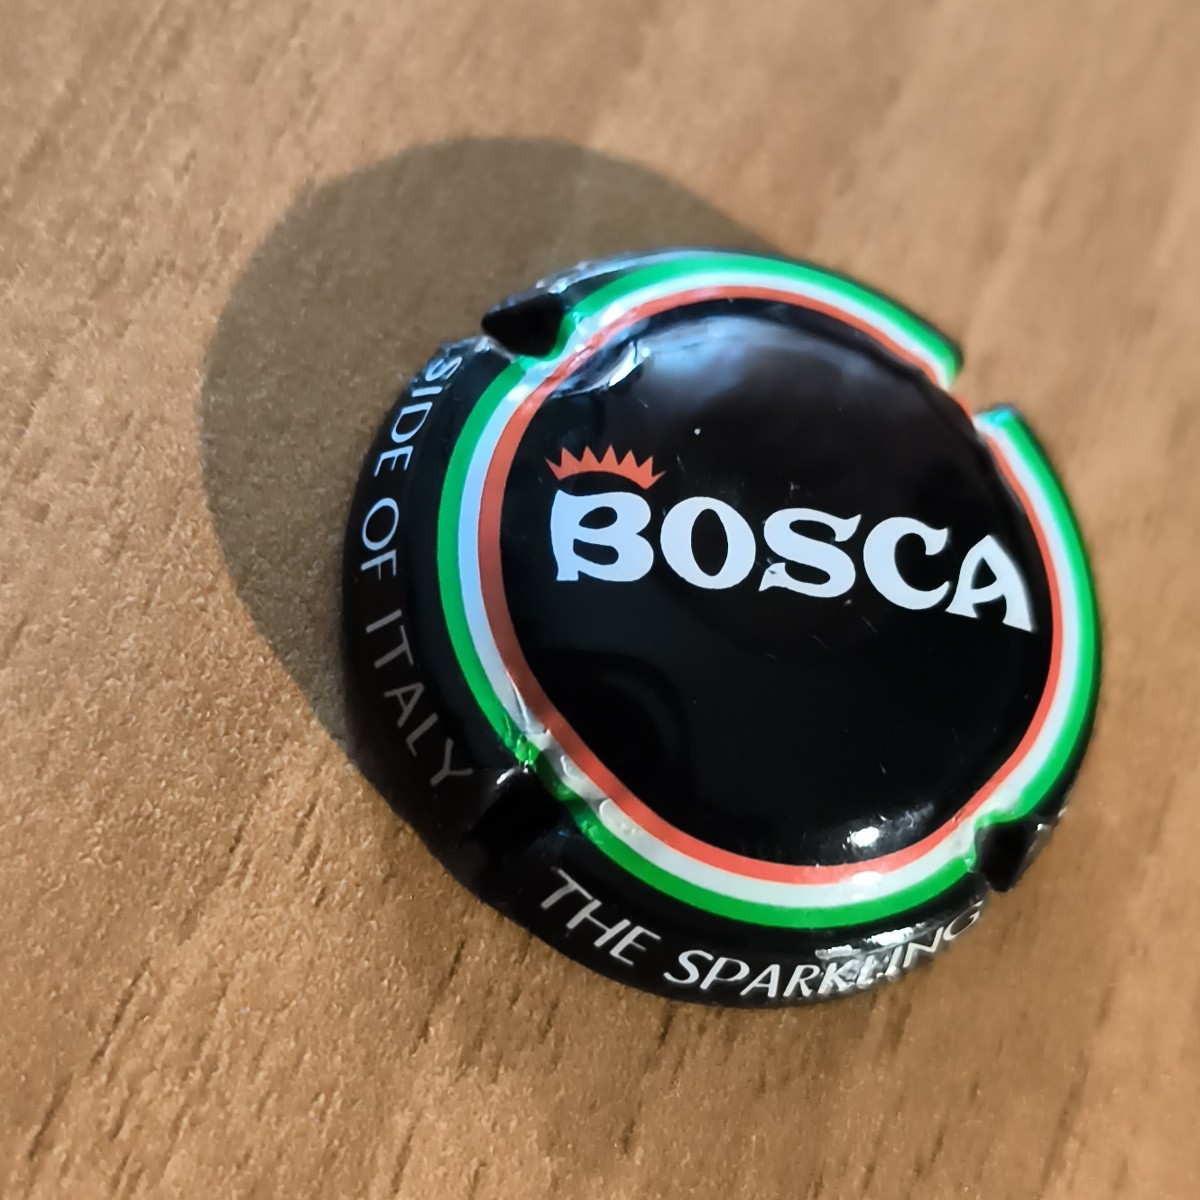 BOSCA
THE SPARKLING
SIDE OF ITALY